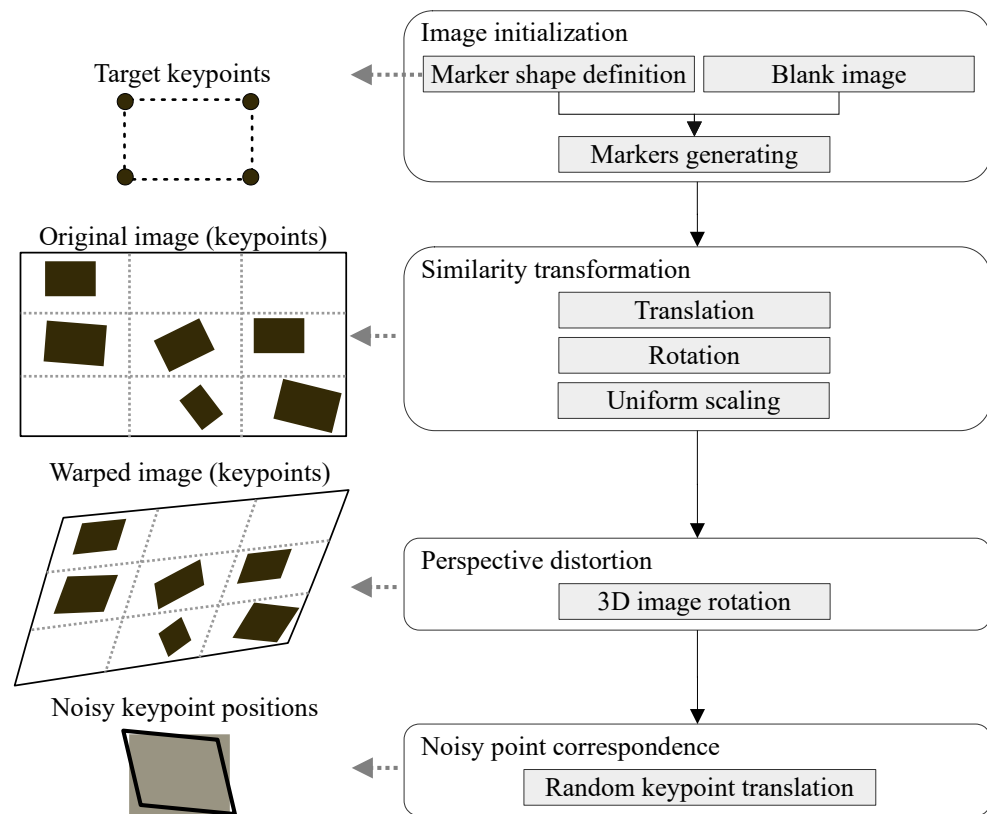 Image initialization
Target keypoints
Marker shape definition
Blank image
Markers generating
Original image (keypoints)
Similarity transformation
Translation
Rotation
Uniform scaling
Warped image (keypoints)
Perspective distortion
3D image rotation
Noisy keypoint positions
Noisy point correspondence
Random keypoint translation